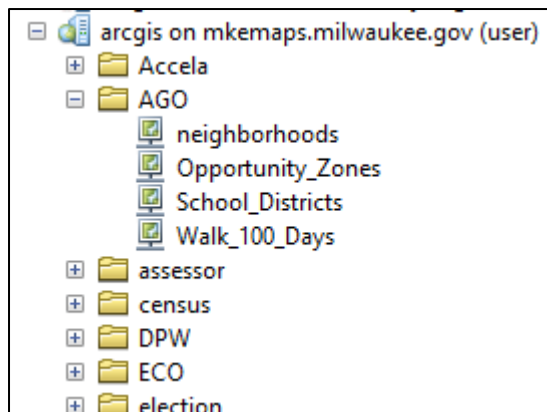 arcgis on mkemaps.milwaukee.gov (user)
Accela
AGO
neighborhoods
Opportunity_Zones
School_Districts
Walk_100_Days
assessor
census
DPW
ECO
election